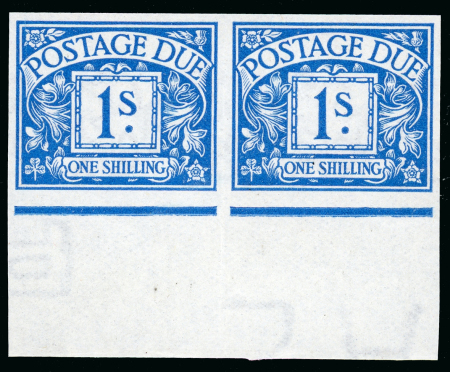 POSTAGE DUE
1s.
ONE SHILLING
POSTAGE DUE
1s.
ONE SHILLING